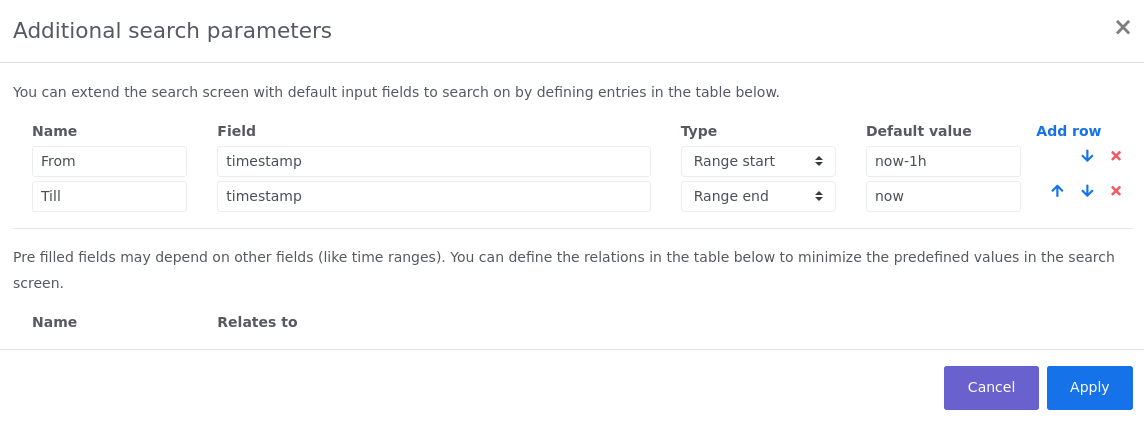 Additional search parameters
You can extend the search screen with default input fields to search on by defining entries in the table below.
Name Field Type Default value Add row
From timestamp Range start now-1h
Till timestamp Range end now
Pre filled fields may depend on other fields (like time ranges). You can define the relations in the table below to minimize the predefined values in the search
screen.
Name Relates to
Cancel Apply